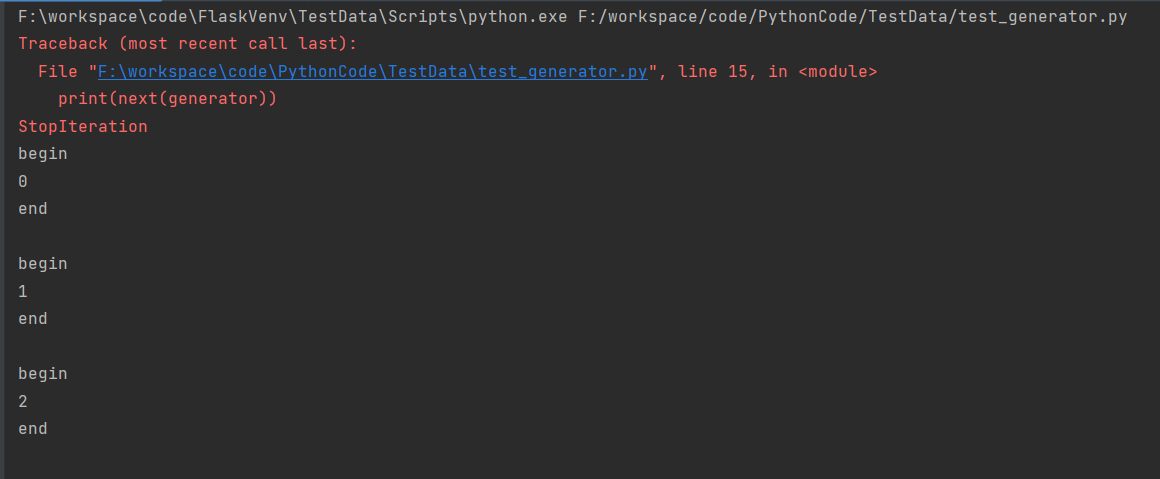 F:\workspace\code\FlaskVenv\TestData\Scripts\python.exe F:/workspace/code/PythonCode/TestData/test_generator.py
Traceback (most recent call last):
  File "F:\workspace\code\PythonCode\TestData\test_generator.py", line 15, in <module>
    print(next(generator))
StopIteration
begin
0
end

begin
1
end

begin
2
end